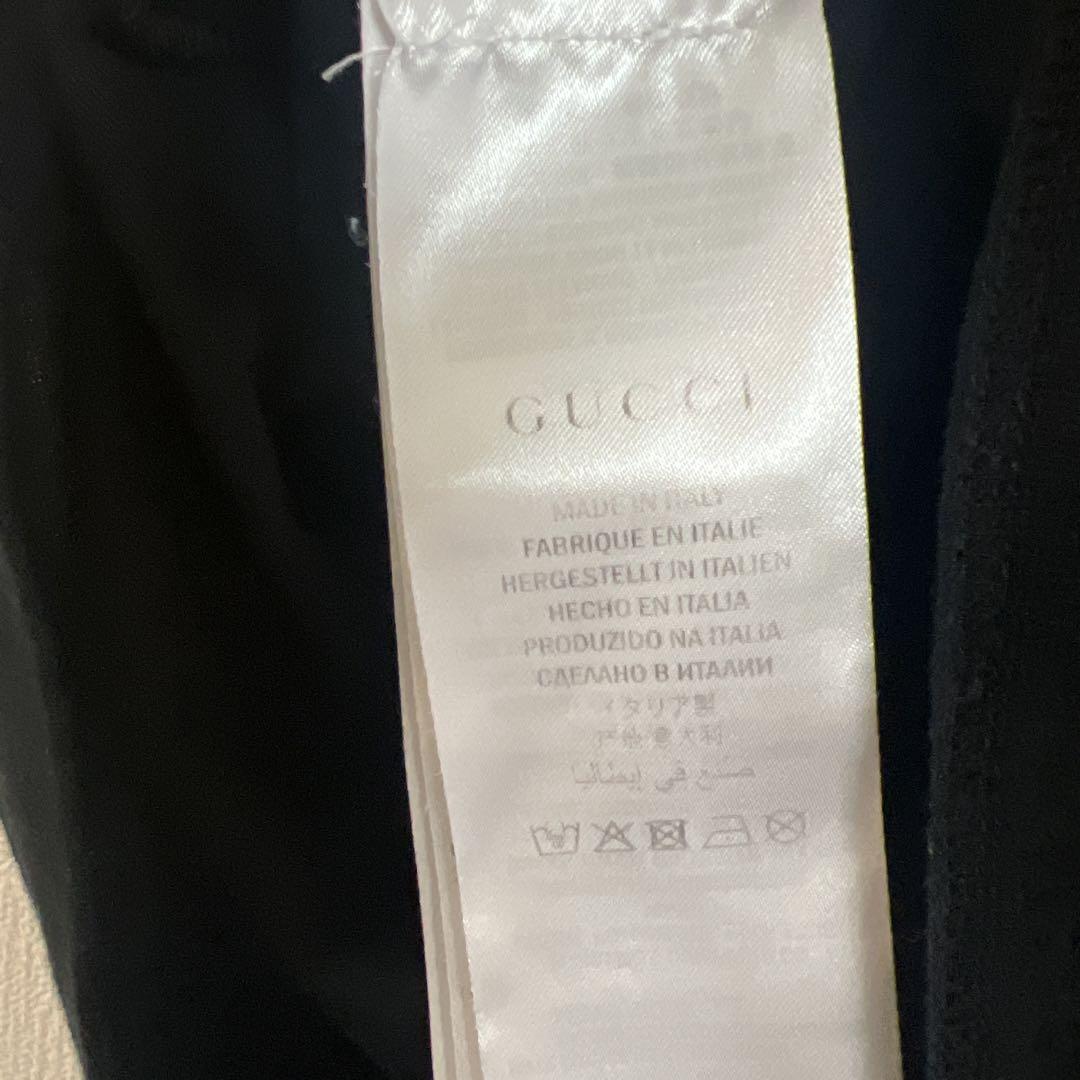 GUCCI
MADE IN ITALY
FABRIQUE EN ITALIE
HERGESTELLT IN ITALIEN
HECHO EN ITALIA
PRODUZIDO NA ITALIA
СДЕЛАНО В ИТАЛИИ
イタリア製
产地意大利
صنع في إيطاليا